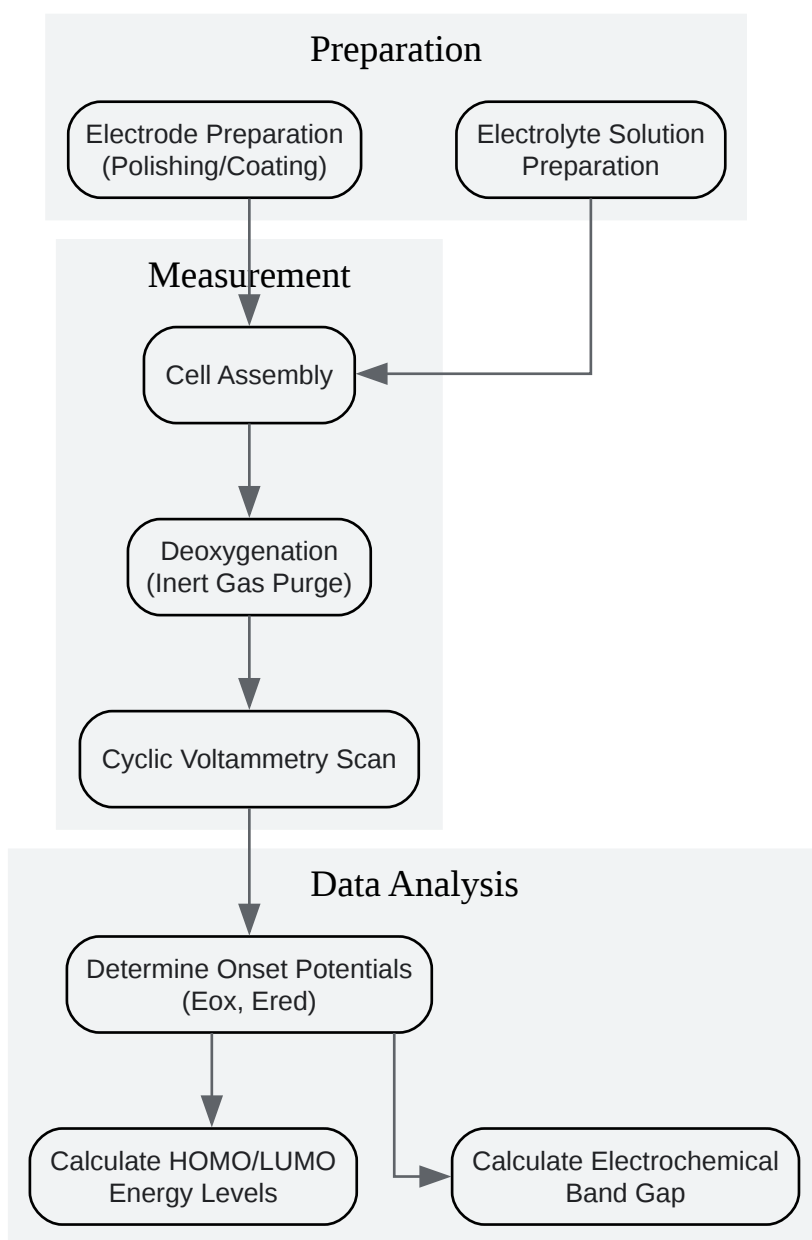 Preparation
Electrode Preparation
(Polishing/Coating)
Electrolyte Solution
Preparation
Measurement
Cell Assembly
Deoxygenation
(Inert Gas Purge)
Cyclic Voltammetry Scan
Data Analysis
Determine Onset Potentials
(Eox, Ered)
Calculate HOMO/LUMO
Energy Levels
Calculate Electrochemical
Band Gap